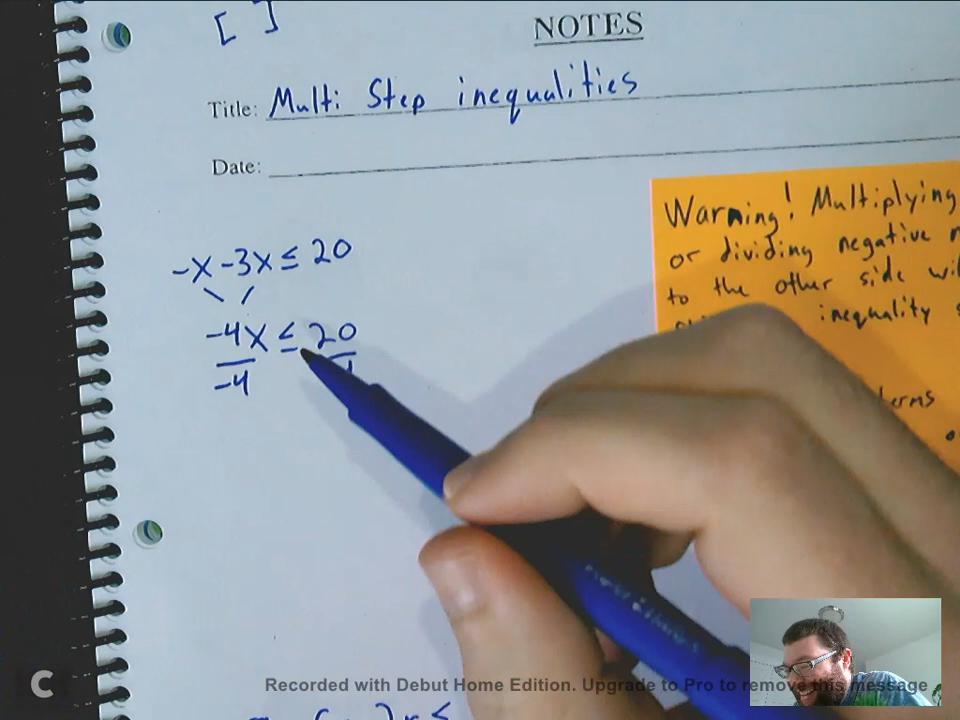 [ ]
NOTES
Title: Multi Step inequalities
Date:
Warning! Multiplying
or dividing negative
to the other side
inequality
-x -3x ≤ 20
-4x ≤ 20
-4
Recorded with Debut Home Edition. Upgrade to Pro to remove this message